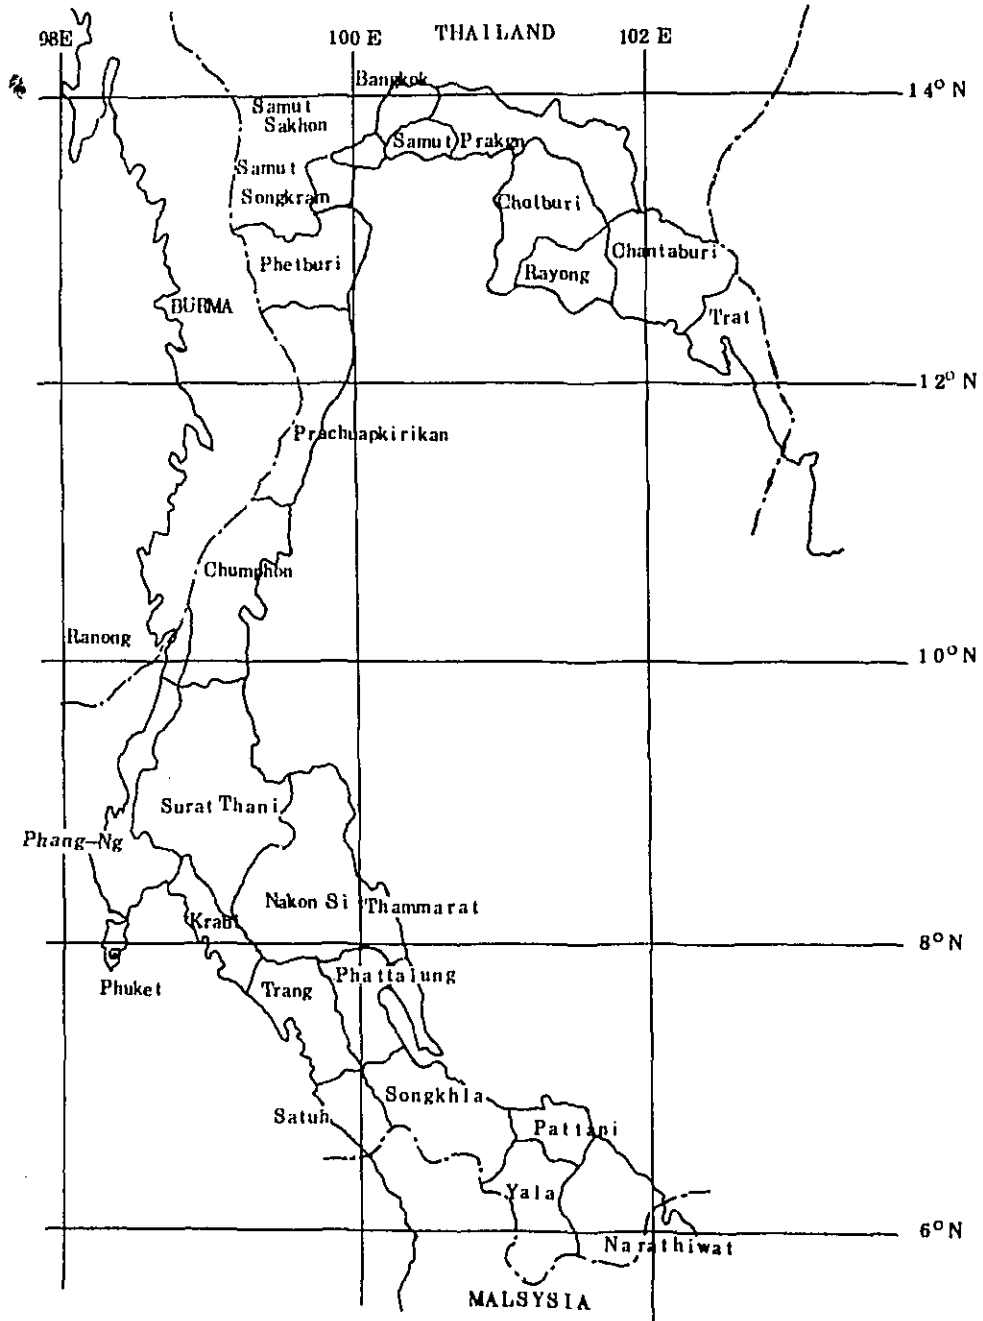 THAILAND
98E
100 E
102 E
Bangkok
14° N
Samut
Sakhon
Samut Prakan
Samut
Songkram
Cholburi
Phetburi
Chantaburi
Rayong
BURMA
Trat
12° N
Prachuapkirikan
Chumphon
Ranong
10° N
Surat Thani
Phang-Ng
Nakon Si Thammarat
Krabi
8° N
Phattalung
Phuket
Trang
Songkhla
Satuh
Pattani
Yala
6° N
Narathiwat
MALSYSIA